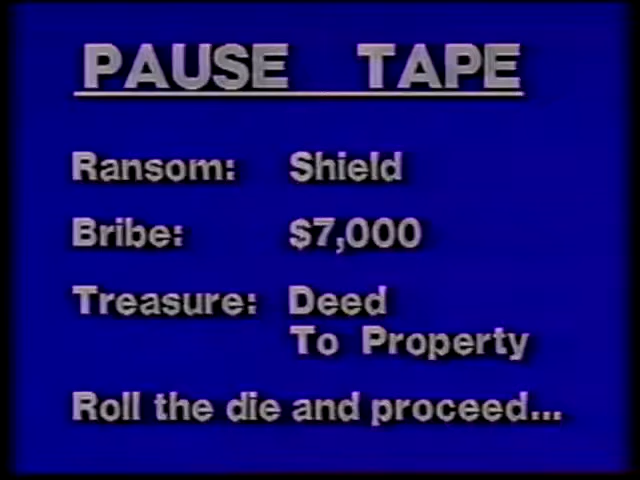 PAUSE TAPE
Ransom: Shield
Bribe: $7,000
Treasure: Deed
To Property
Roll the die and proceed...